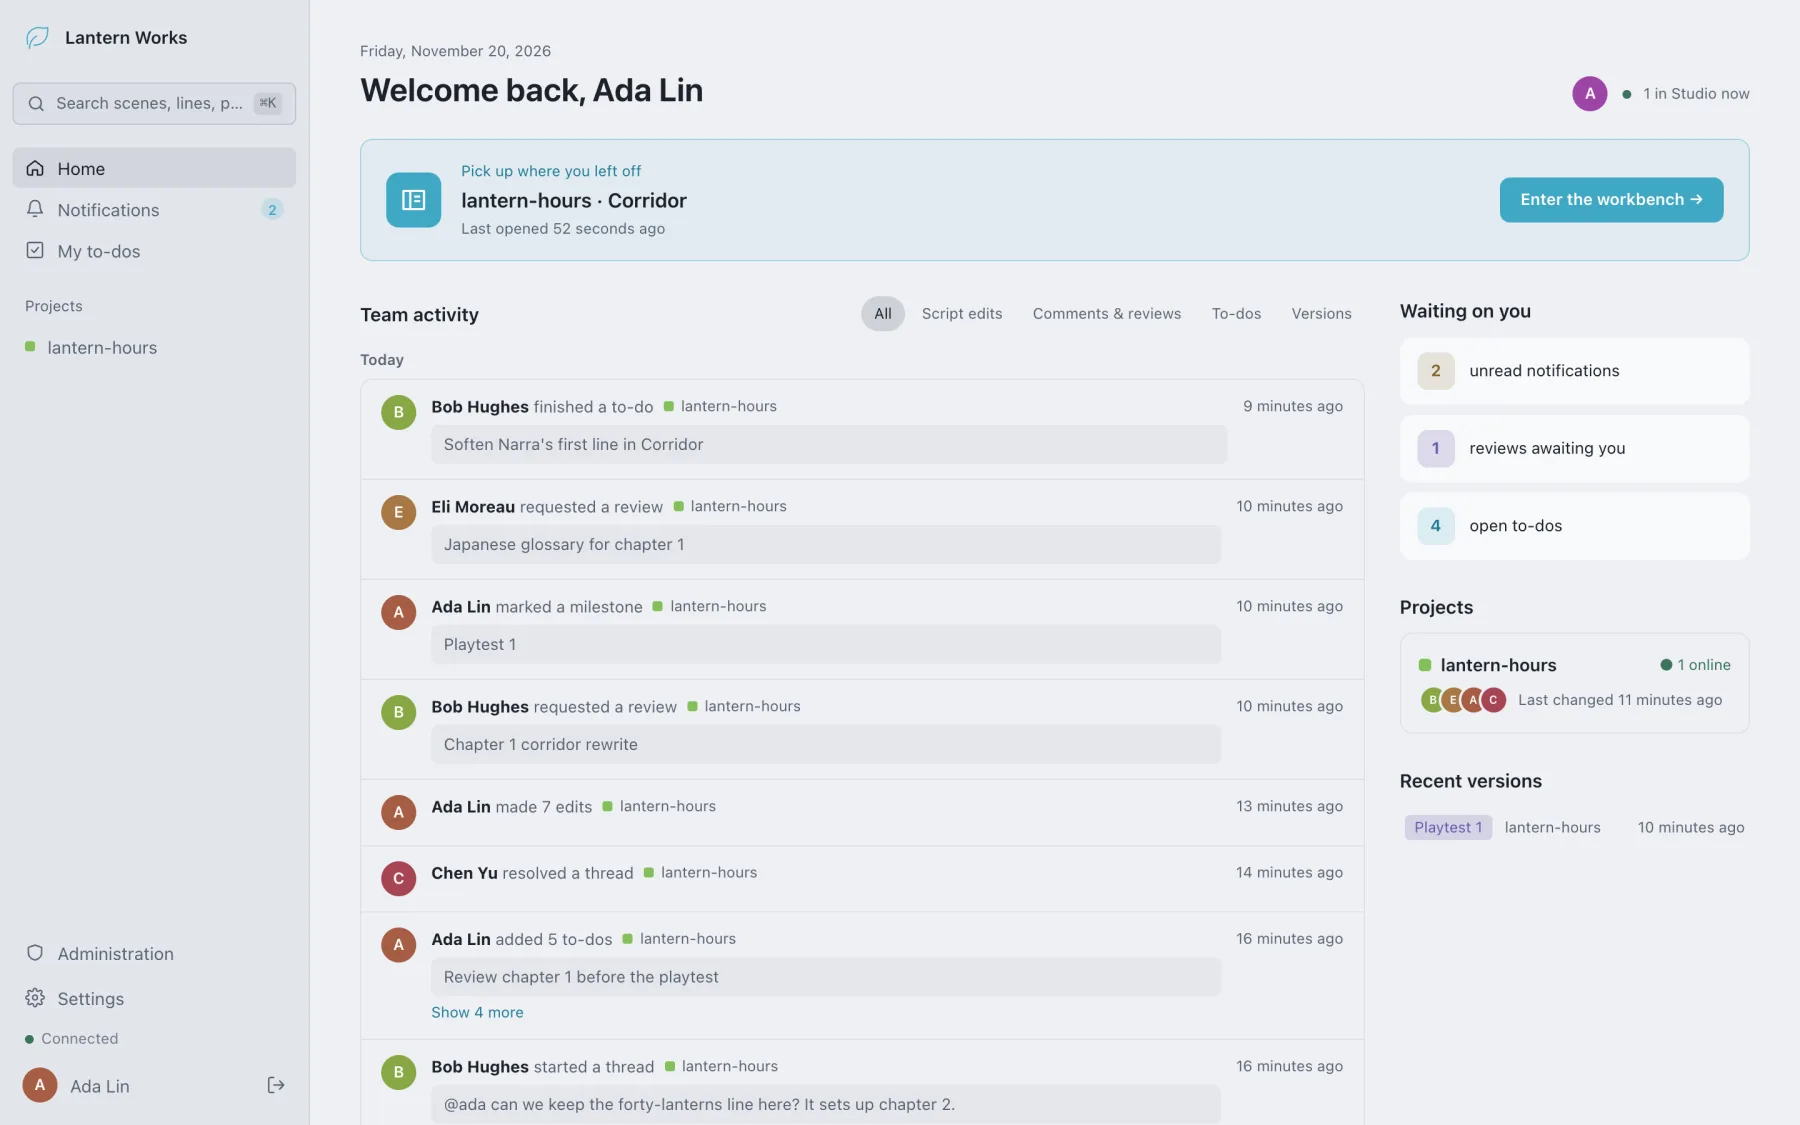 Lantern Works
Search scenes, lines, p... ⌘K
Home
Notifications 2
My to-dos
Projects
lantern-hours
Administration
Settings
Connected
A Ada Lin
Friday, November 20, 2026
Welcome back, Ada Lin
A 1 in Studio now
Pick up where you left off
lantern-hours · Corridor
Last opened 52 seconds ago
Enter the workbench →
Team activity
All Script edits Comments & reviews To-dos Versions
Today
B Bob Hughes finished a to-do lantern-hours 9 minutes ago
Soften Narra's first line in Corridor
E Eli Moreau requested a review lantern-hours 10 minutes ago
Japanese glossary for chapter 1
A Ada Lin marked a milestone lantern-hours 10 minutes ago
Playtest 1
B Bob Hughes requested a review lantern-hours 10 minutes ago
Chapter 1 corridor rewrite
A Ada Lin made 7 edits lantern-hours 13 minutes ago
C Chen Yu resolved a thread lantern-hours 14 minutes ago
A Ada Lin added 5 to-dos lantern-hours 16 minutes ago
Review chapter 1 before the playtest
Show 4 more
B Bob Hughes started a thread lantern-hours 16 minutes ago
@ada can we keep the forty-lanterns line here? It sets up chapter 2.
Waiting on you
2 unread notifications
1 reviews awaiting you
4 open to-dos
Projects
lantern-hours 1 online
B E A C Last changed 11 minutes ago
Recent versions
Playtest 1 lantern-hours 10 minutes ago